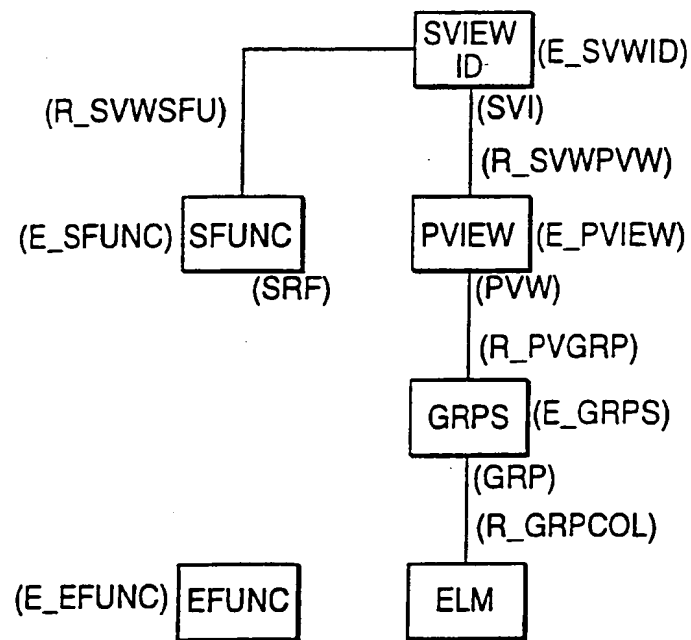 SVIEW
ID
(E_SVWID)
(SVI)
(R_SVWSFU)
(R_SVWPVW)
(E_SFUNC)
SFUNC
PVIEW
(E_PVIEW)
(SRF)
(PVW)
(R_PVGRP)
GRPS
(E_GRPS)
(GRP)
(R_GRPCOL)
(E_EFUNC)
EFUNC
ELM